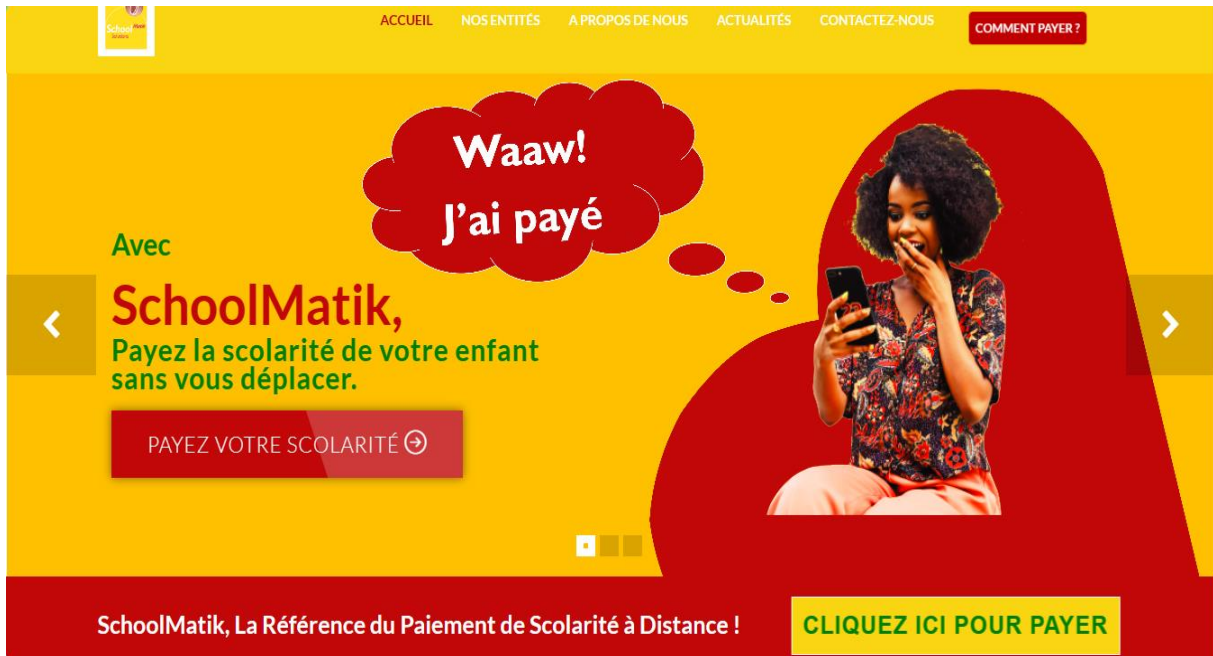 SchoolMatik
ACCUEIL NOS ENTITÉS A PROPOS DE NOUS ACTUALITÉS CONTACTEZ-NOUS COMMENT PAYER ?
Waaw!
J'ai payé
Avec
SchoolMatik,
Payez la scolarité de votre enfant
sans vous déplacer.
PAYEZ VOTRE SCOLARITÉ
SchoolMatik, La Référence du Paiement de Scolarité à Distance !
CLIQUEZ ICI POUR PAYER